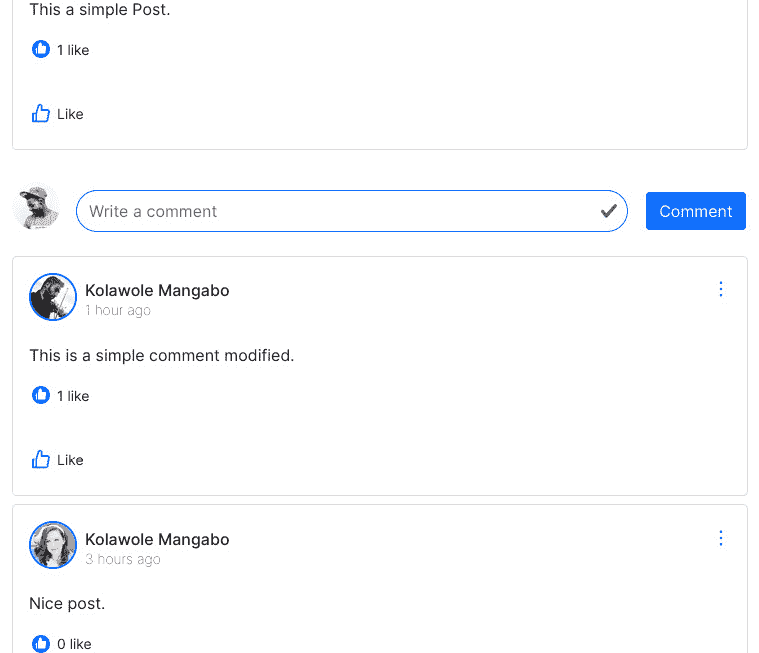 This a simple Post.
1 like
Like
Write a comment
Comment
Kolawole Mangabo
1 hour ago
This is a simple comment modified.
1 like
Like
Kolawole Mangabo
3 hours ago
Nice post.
0 like